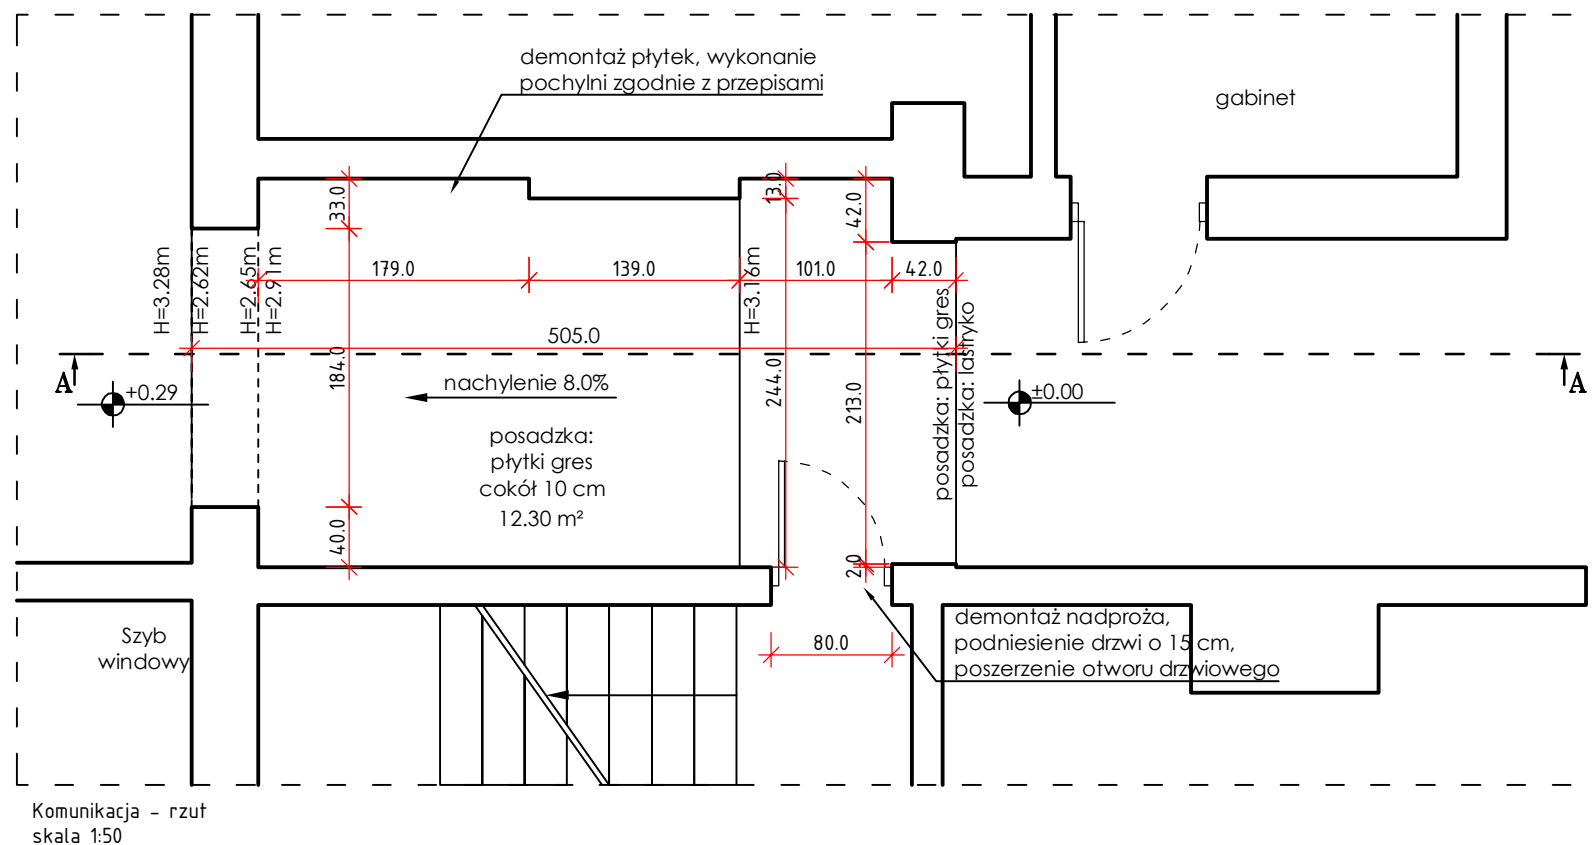 demontaż płytek, wykonanie
pochylni zgodnie z przepisami
gabinet
33.0
13.0
42.0
H=3.28m
H=2.62m
H=2.65m
H=2.91m
179.0
139.0
H=3.16m
101.0
42.0
505.0
184.0
244.0
213.0
posadzka: płytki gres
posadzka: lastryko
A
A
+0.29
nachylenie 8.0%
±0.00
posadzka:
płytki gres
cokół 10 cm
12.30 m²
40.0
2.0
Szyb
windowy
80.0
demontaż nadproża,
podniesienie drzwi o 15 cm,
poszerzenie otworu drzwiowego
Komunikacja - rzut
skala 1:50